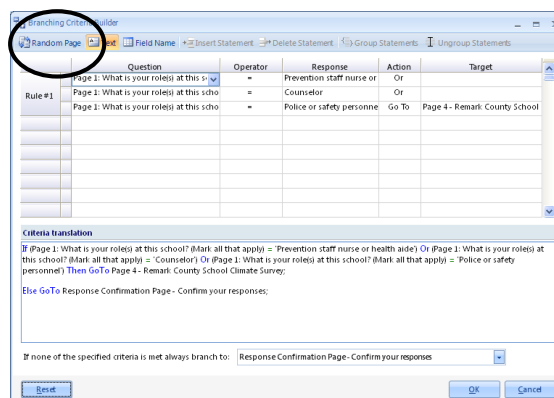 Branching Criteria Builder
Random Page Text Field Name Insert Statement Delete Statement Group Statements Ungroup Statements
Question Operator Response Action Target
Rule #1
Page 1: What is your role(s) at this s = Prevention staff nurse or Or
Page 1: What is your role(s) at this scho = Counselor Or
Page 1: What is your role(s) at this scho = Police or safety personne Go To Page 4 - Remark County School
Criteria translation
If (Page 1: What is your role(s) at this school? (Mark all that apply) = 'Prevention staff nurse or health aide') Or (Page 1: What is your role(s) at
this school? (Mark all that apply) = 'Counselor') Or (Page 1: What is your role(s) at this school? (Mark all that apply) = 'Police or safety
personnel') Then GoTo Page 4 - Remark County School Climate Survey;
Else GoTo Response Confirmation Page - Confirm your responses;
If none of the specified criteria is met always branch to: Response Confirmation Page - Confirm your responses
Reset OK Cancel